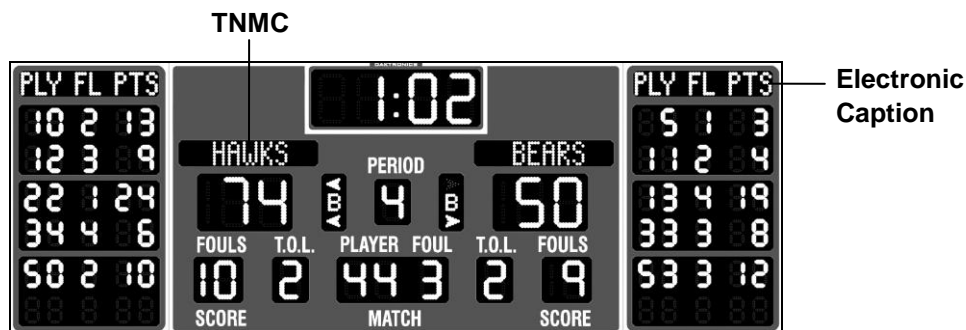 TNMC
DAKTRONICS
PLY FL PTS
10 2 13
12 3 9
22 1 24
34 4 6
50 2 10
1:02
HAWKS
PERIOD
BEARS
74
B
4
B
50
FOULS T.O.L. PLAYER FOUL T.O.L. FOULS
10 2 44 3 2 9
SCORE MATCH SCORE
PLY FL PTS
5 1 3
11 2 4
13 4 19
33 3 8
53 3 12
Electronic
Caption